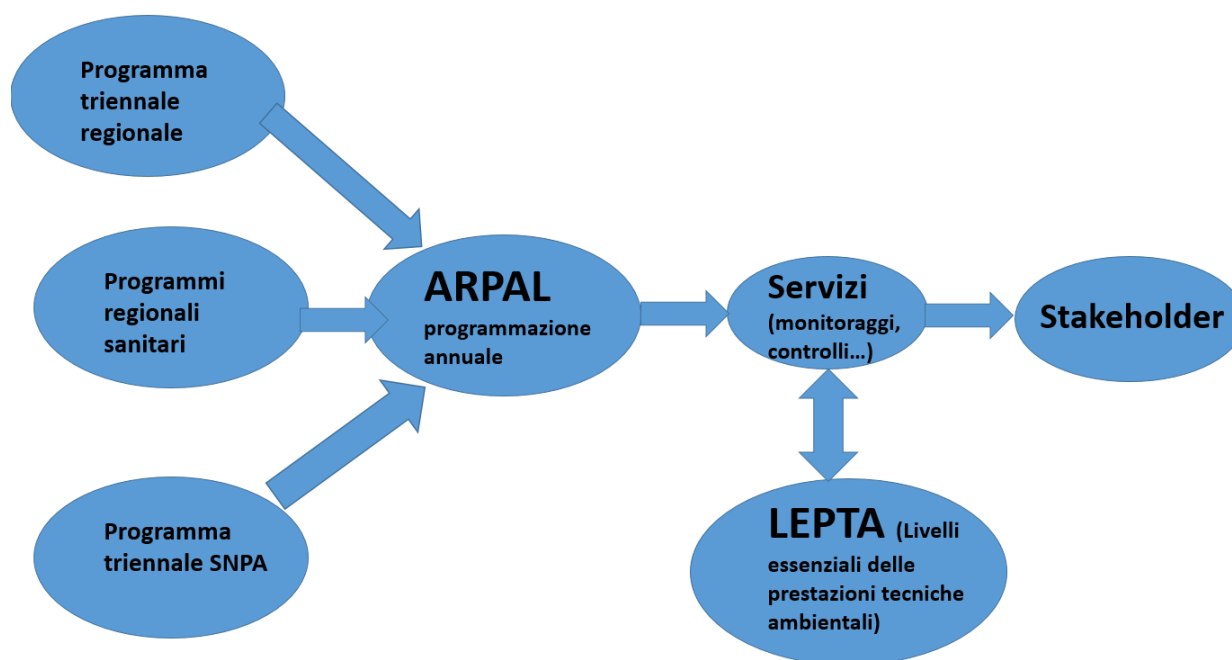 Programma
triennale
regionale
Programmi
regionali
sanitari
Programma
triennale SNPA
ARPAL
programmazione
annuale
Servizi
(monitoraggi,
controlli...)
LEPTA (Livelli
essenziali delle
prestazioni tecniche
ambientali)
Stakeholder